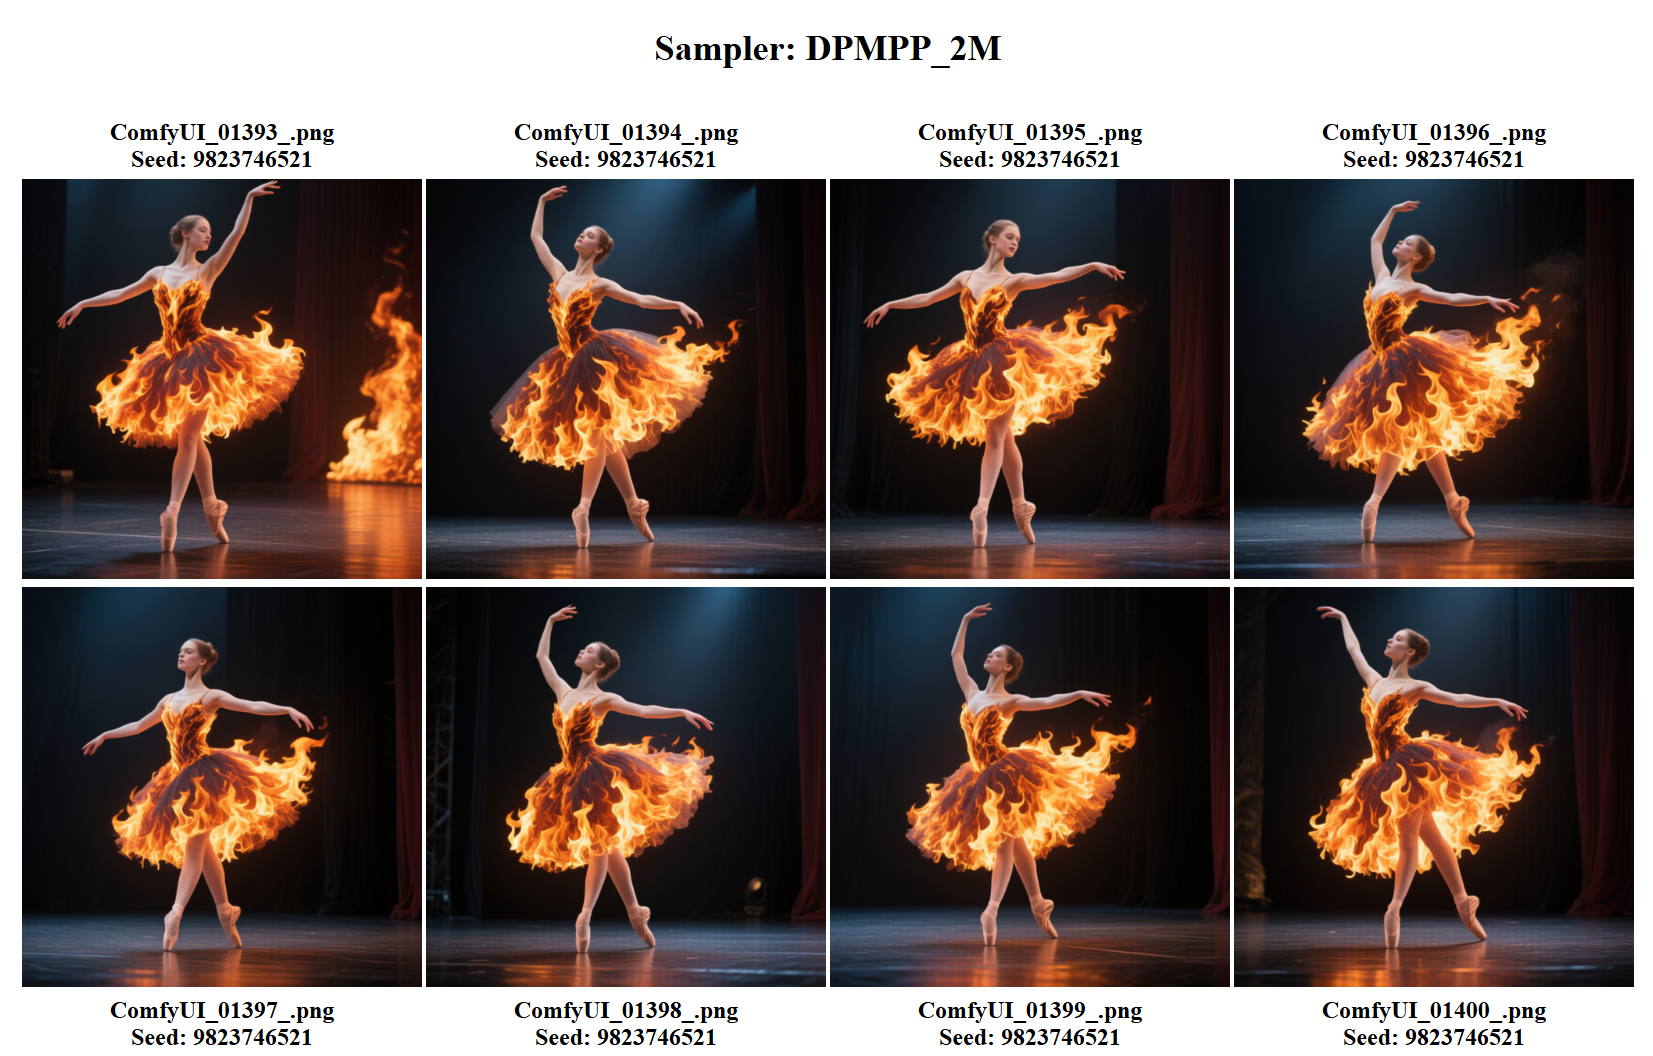 Sampler: DPMPP_2M
ComfyUI_01393_.png
Seed: 9823746521
ComfyUI_01394_.png
Seed: 9823746521
ComfyUI_01395_.png
Seed: 9823746521
ComfyUI_01396_.png
Seed: 9823746521
ComfyUI_01397_.png
Seed: 9823746521
ComfyUI_01398_.png
Seed: 9823746521
ComfyUI_01399_.png
Seed: 9823746521
ComfyUI_01400_.png
Seed: 9823746521